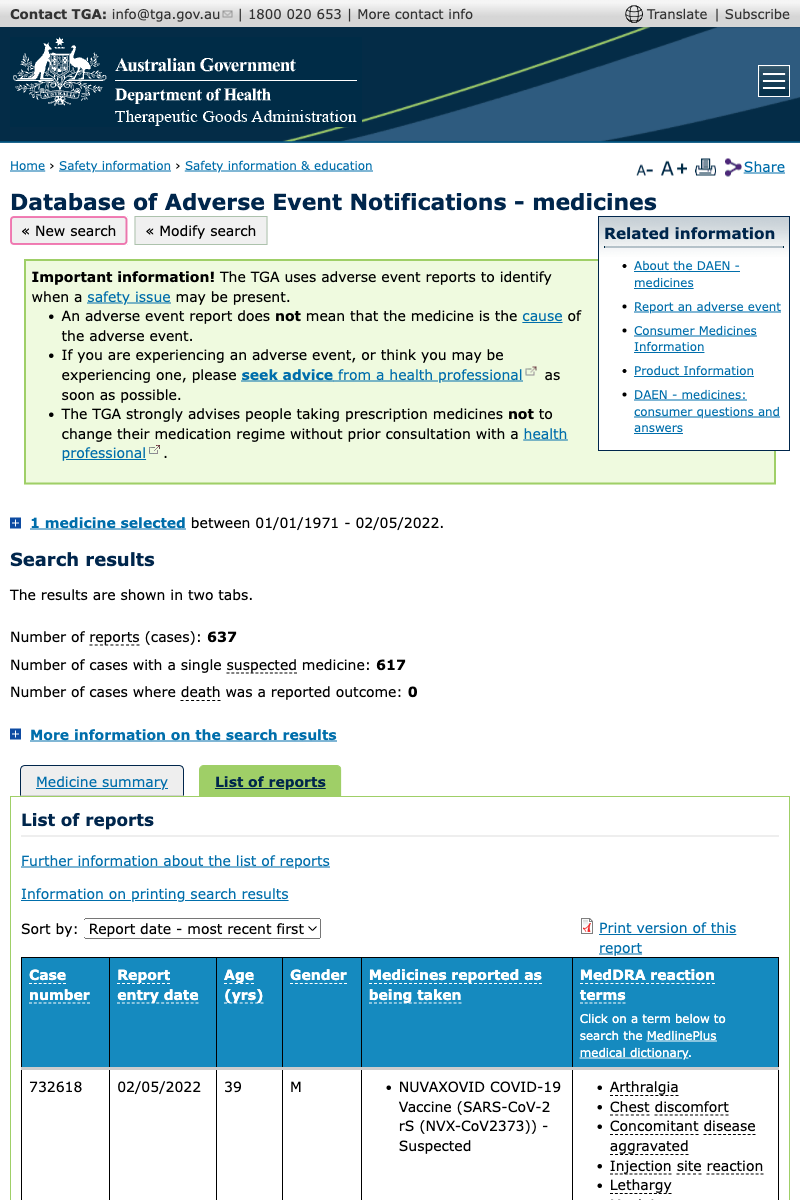 Contact TGA: info@tga.gov.au | 1800 020 653 | More contact info
Translate | Subscribe
Australian Government
Department of Health
Therapeutic Goods Administration
Home › Safety information › Safety information & education
A- A+ Share
Database of Adverse Event Notifications - medicines
« New search
« Modify search
Important information! The TGA uses adverse event reports to identify
when a safety issue may be present.
• An adverse event report does not mean that the medicine is the cause of
the adverse event.
• If you are experiencing an adverse event, or think you may be
experiencing one, please seek advice from a health professional as
soon as possible.
• The TGA strongly advises people taking prescription medicines not to
change their medication regime without prior consultation with a health
professional.
Related information
• About the DAEN -
medicines
• Report an adverse event
• Consumer Medicines
Information
• Product Information
• DAEN - medicines:
consumer questions and
answers
1 medicine selected between 01/01/1971 - 02/05/2022.
Search results
The results are shown in two tabs.
Number of reports (cases): 637
Number of cases with a single suspected medicine: 617
Number of cases where death was a reported outcome: 0
More information on the search results
Medicine summary
List of reports
List of reports
Further information about the list of reports
Information on printing search results
Sort by: Report date - most recent first
Print version of this
report
Case
number
Report
entry date
Age
(yrs)
Gender
Medicines reported as
being taken
MedDRA reaction
terms
Click on a term below to
search the MedlinePlus
medical dictionary.
732618
02/05/2022
39
M
• NUVAXOVID COVID-19
Vaccine (SARS-CoV-2
rS (NVX-CoV2373)) -
Suspected
• Arthralgia
• Chest discomfort
• Concomitant disease
aggravated
• Injection site reaction
• Lethargy